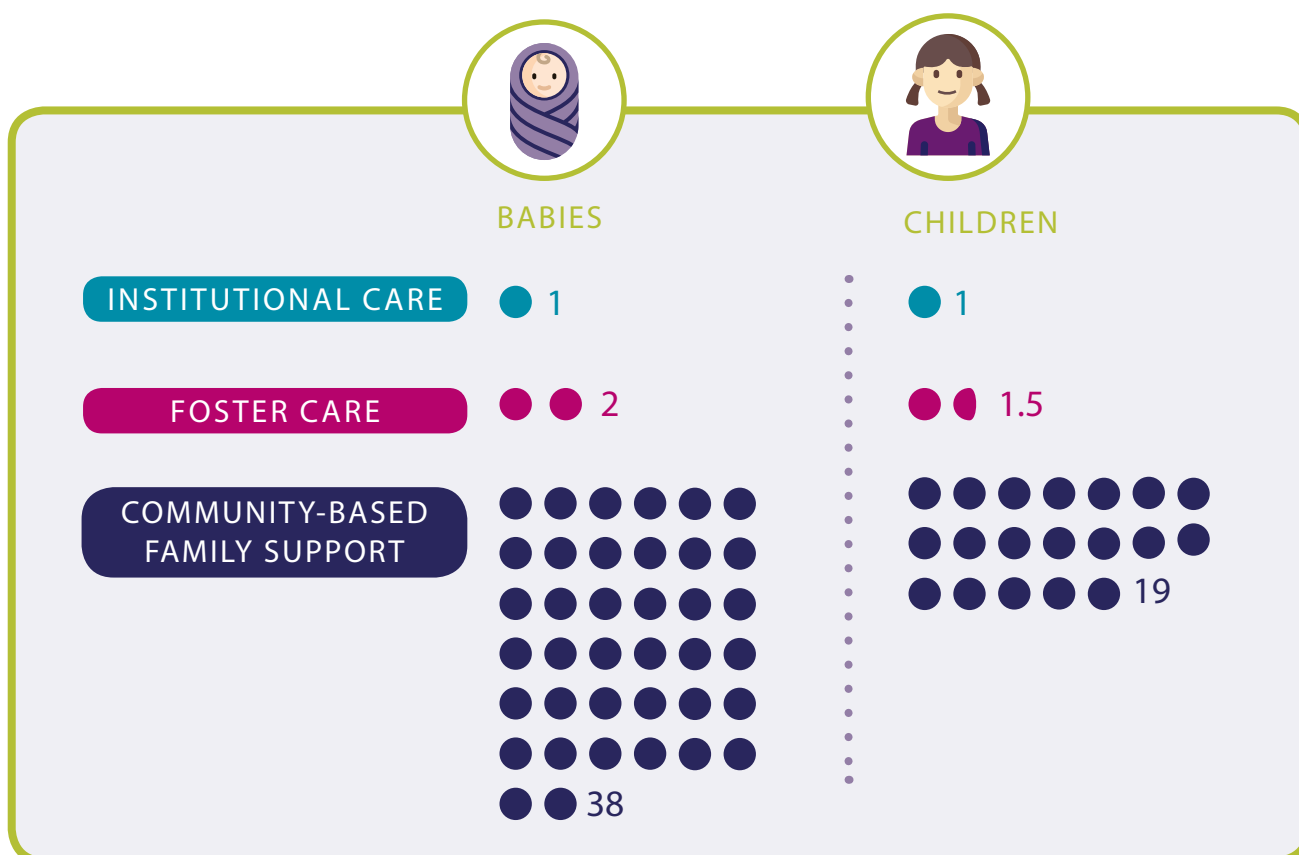 BABIES
CHILDREN
INSTITUTIONAL CARE
1
1
FOSTER CARE
2
1.5
COMMUNITY-BASED
FAMILY SUPPORT
38
19